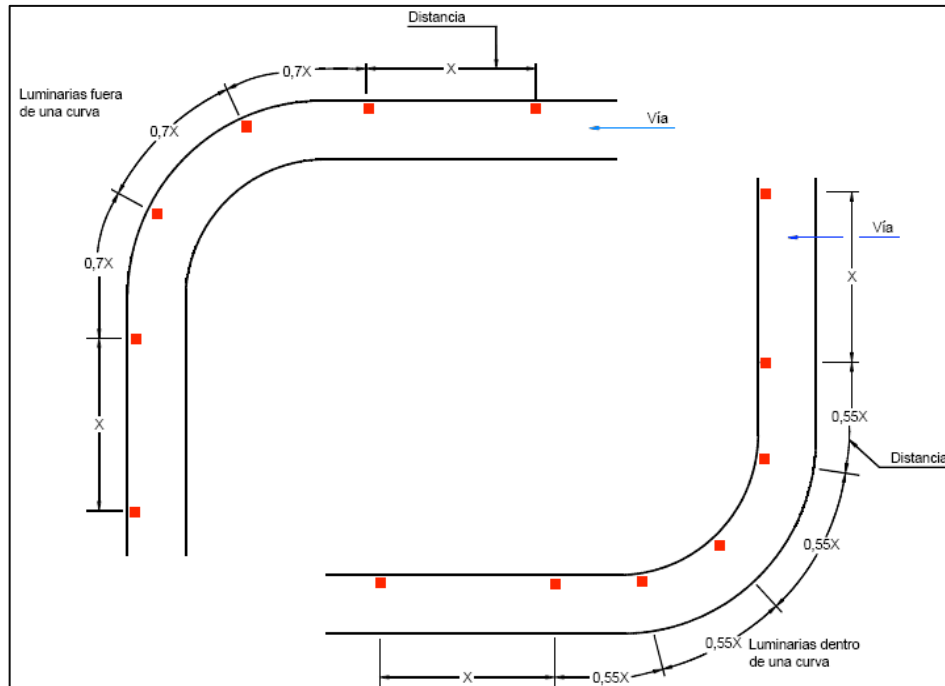 Distancia
0,7X
X
Luminarias fuera
de una curva
0,7X
Vía
0,7X
X
Vía
X
0,55X
Distancia
0,55X
0,55X
Luminarias dentro
de una curva
X
0,55X